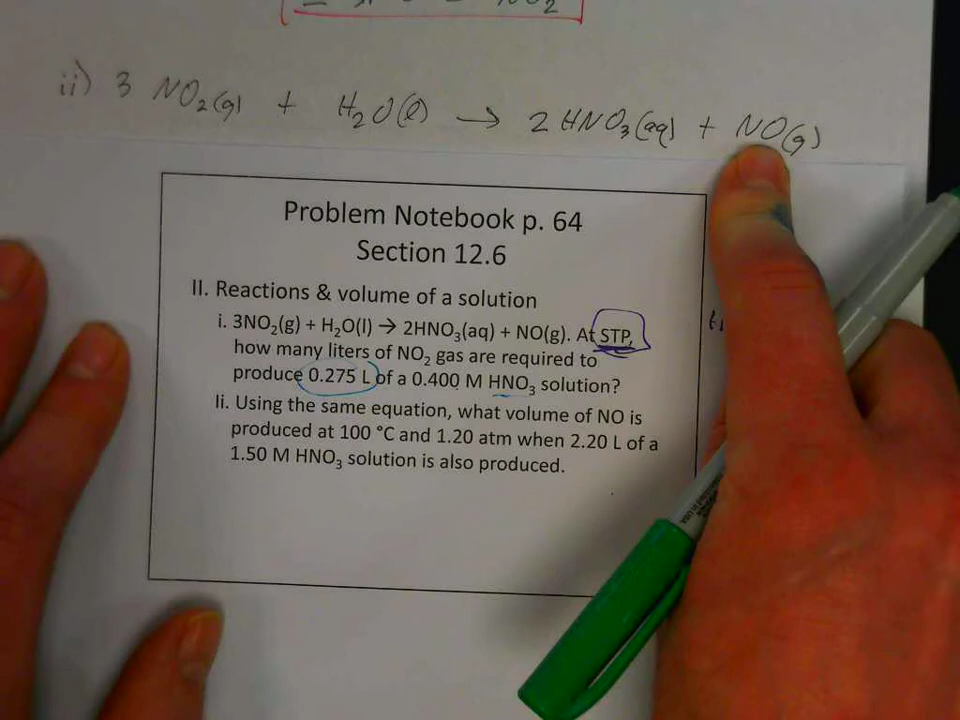 NO₂
ii) 3 NO₂(g) + H₂O(l) → 2 HNO₃(aq) + NO(g)
Problem Notebook p. 64
Section 12.6
II. Reactions & volume of a solution
i. 3NO₂(g) + H₂O(l) → 2HNO₃(aq) + NO(g). At STP,
how many liters of NO₂ gas are required to
produce 0.275 L of a 0.400 M HNO₃ solution?
Ii. Using the same equation, what volume of NO is
produced at 100 °C and 1.20 atm when 2.20 L of a
1.50 M HNO₃ solution is also produced.